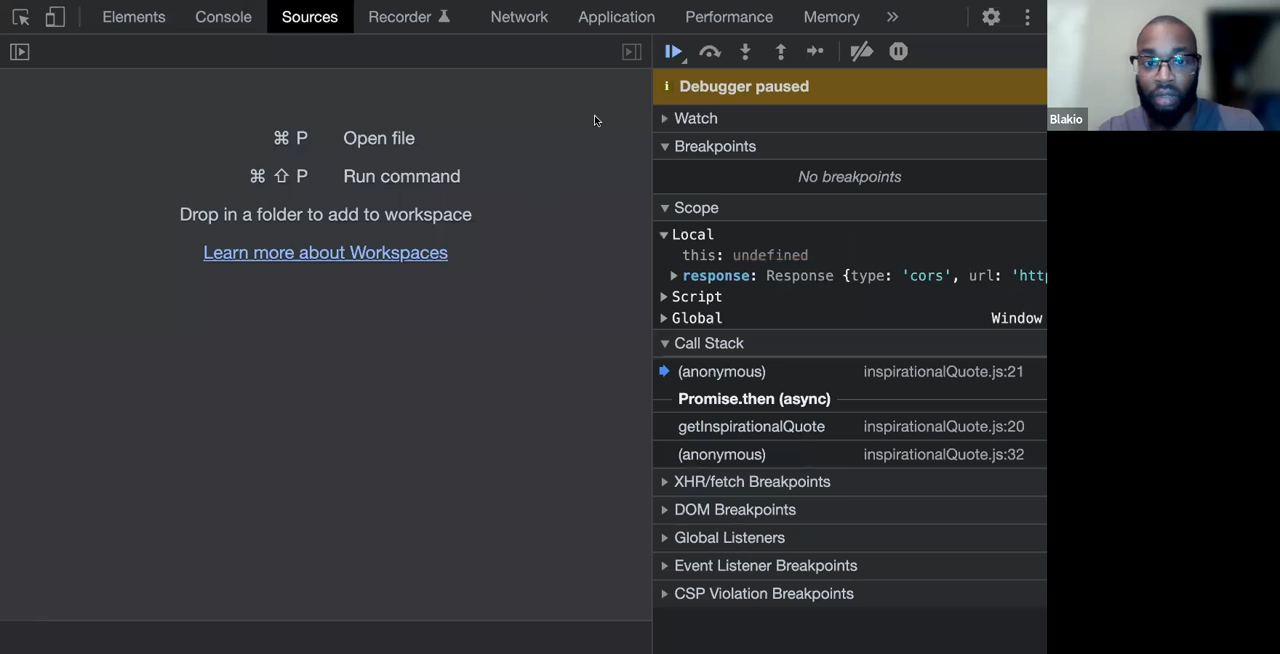 Elements Console Sources Recorder Network Application Performance Memory »
⌘ P Open file
⌘ ⇧ P Run command
Drop in a folder to add to workspace
Learn more about Workspaces
i Debugger paused
Watch
Breakpoints
No breakpoints
Scope
Local
this: undefined
response: Response {type: 'cors', url: 'http
Script
Global Window
Call Stack
(anonymous) inspirationalQuote.js:21
Promise.then (async)
getInspirationalQuote inspirationalQuote.js:20
(anonymous) inspirationalQuote.js:32
XHR/fetch Breakpoints
DOM Breakpoints
Global Listeners
Event Listener Breakpoints
CSP Violation Breakpoints
Blakio